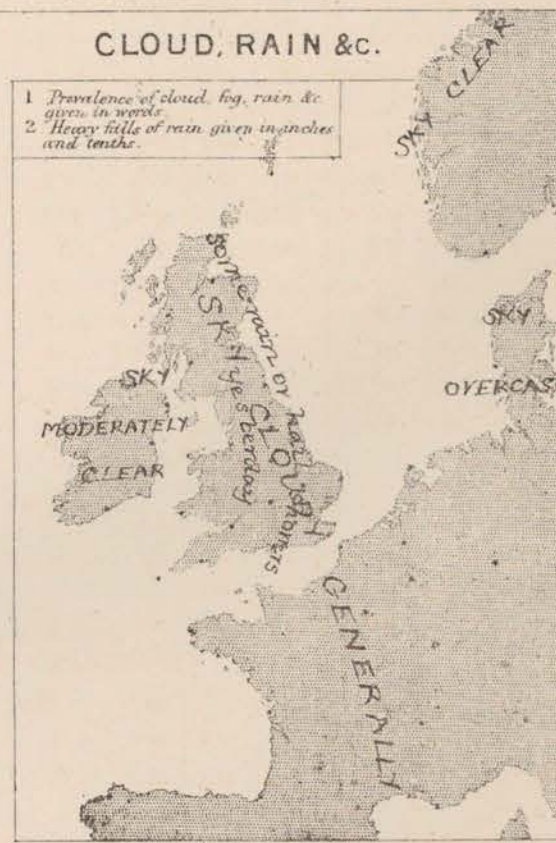 CLOUD, RAIN &c.
1 Prevalence of cloud, fog, rain &c
given in words
2 Heavy falls of rain given in inches
and tenths.
SKY CLEAR
some rain or hail showers
yesterday
SKY CLOUDY
SKY
MODERATELY
CLEAR
SKY
OVERCAS
GENERALLY